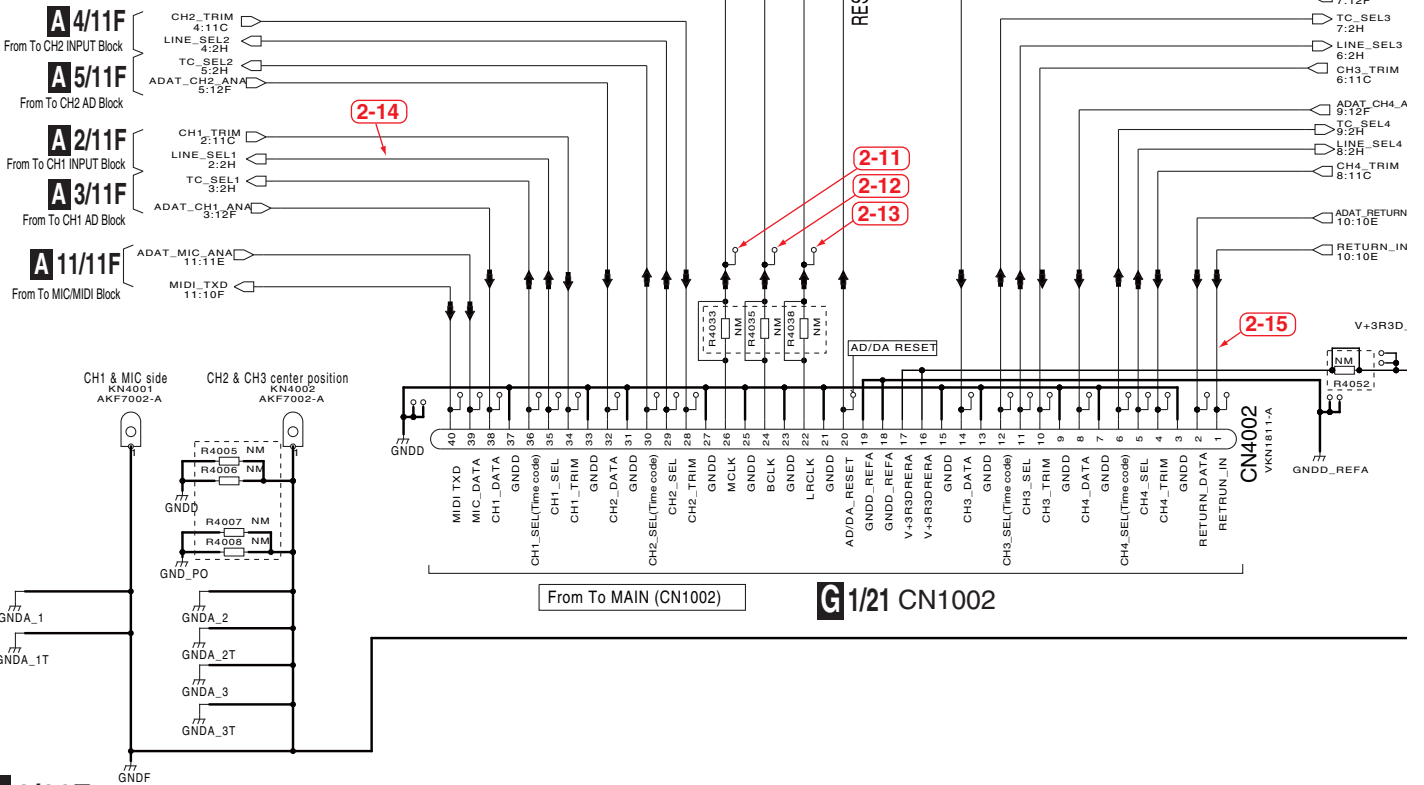 A 4/11F
From To CH2 INPUT Block
A 5/11F
From To CH2 AD Block
A 2/11F
From To CH1 INPUT Block
A 3/11F
From To CH1 AD Block
A 11/11F
From To MIC/MIDI Block
CH2_TRIM
4:11C
LINE_SEL2
4:2H
TC_SEL2
5:2H
ADAT_CH2_ANA
5:12F
CH1_TRIM
2:11C
LINE_SEL1
2:2H
TC_SEL1
3:2H
ADAT_CH1_ANA
3:12F
ADAT_MIC_ANA
11:11E
MIDI_TXD
11:10F
2-14
2-11
2-12
2-13
2-15
7:12F
TC_SEL3
7:2H
LINE_SEL3
6:2H
CH3_TRIM
6:11C
ADAT_CH4_A
9:12F
TC_SEL4
9:2H
LINE_SEL4
8:2H
CH4_TRIM
8:11C
ADAT_RETURN
10:10E
RETURN_IN
10:10E
R4033
NM
R4035
NM
R4038
NM
AD/DA RESET
V+3R3D_
NM
R4052
GNDD_REFA
CH1 & MIC side
KN4001
AKF7002-A
1
CH2 & CH3 center position
KN4002
AKF7002-A
1
R4005 NM
R4006 NM
GNDD
R4007 NM
R4008 NM
GND_PO
GNDA_1
GNDA_1T
GNDA_2
GNDA_2T
GNDA_3
GNDA_3T
GNDF
GNDD
40 39 38 37 36 35 34 33 32 31 30 29 28 27 26 25 24 23 22 21 20 19 18 17 16 15 14 13 12 11 10 9 8 7 6 5 4 3 2 1
CN4002
VKN1811-A
MIDI TXD
MIC_DATA
CH1_DATA
GNDD
CH1_SEL(Time code)
CH1_SEL
CH1_TRIM
GNDD
CH2_DATA
GNDD
CH2_SEL(Time code)
CH2_SEL
CH2_TRIM
GNDD
MCLK
GNDD
BCLK
GNDD
LRCLK
GNDD
AD/DA_RESET
GNDD_REFA
GNDD_REFA
V+3R3DRERA
V+3R3DRERA
GNDD
CH3_DATA
GNDD
CH3_SEL(Time code)
CH3_SEL
CH3_TRIM
GNDD
CH4_DATA
GNDD
CH4_SEL(Time code)
CH4_SEL
CH4_TRIM
GNDD
RETURN_DATA
RETRUN_IN
From To MAIN (CN1002)
G 1/21 CN1002